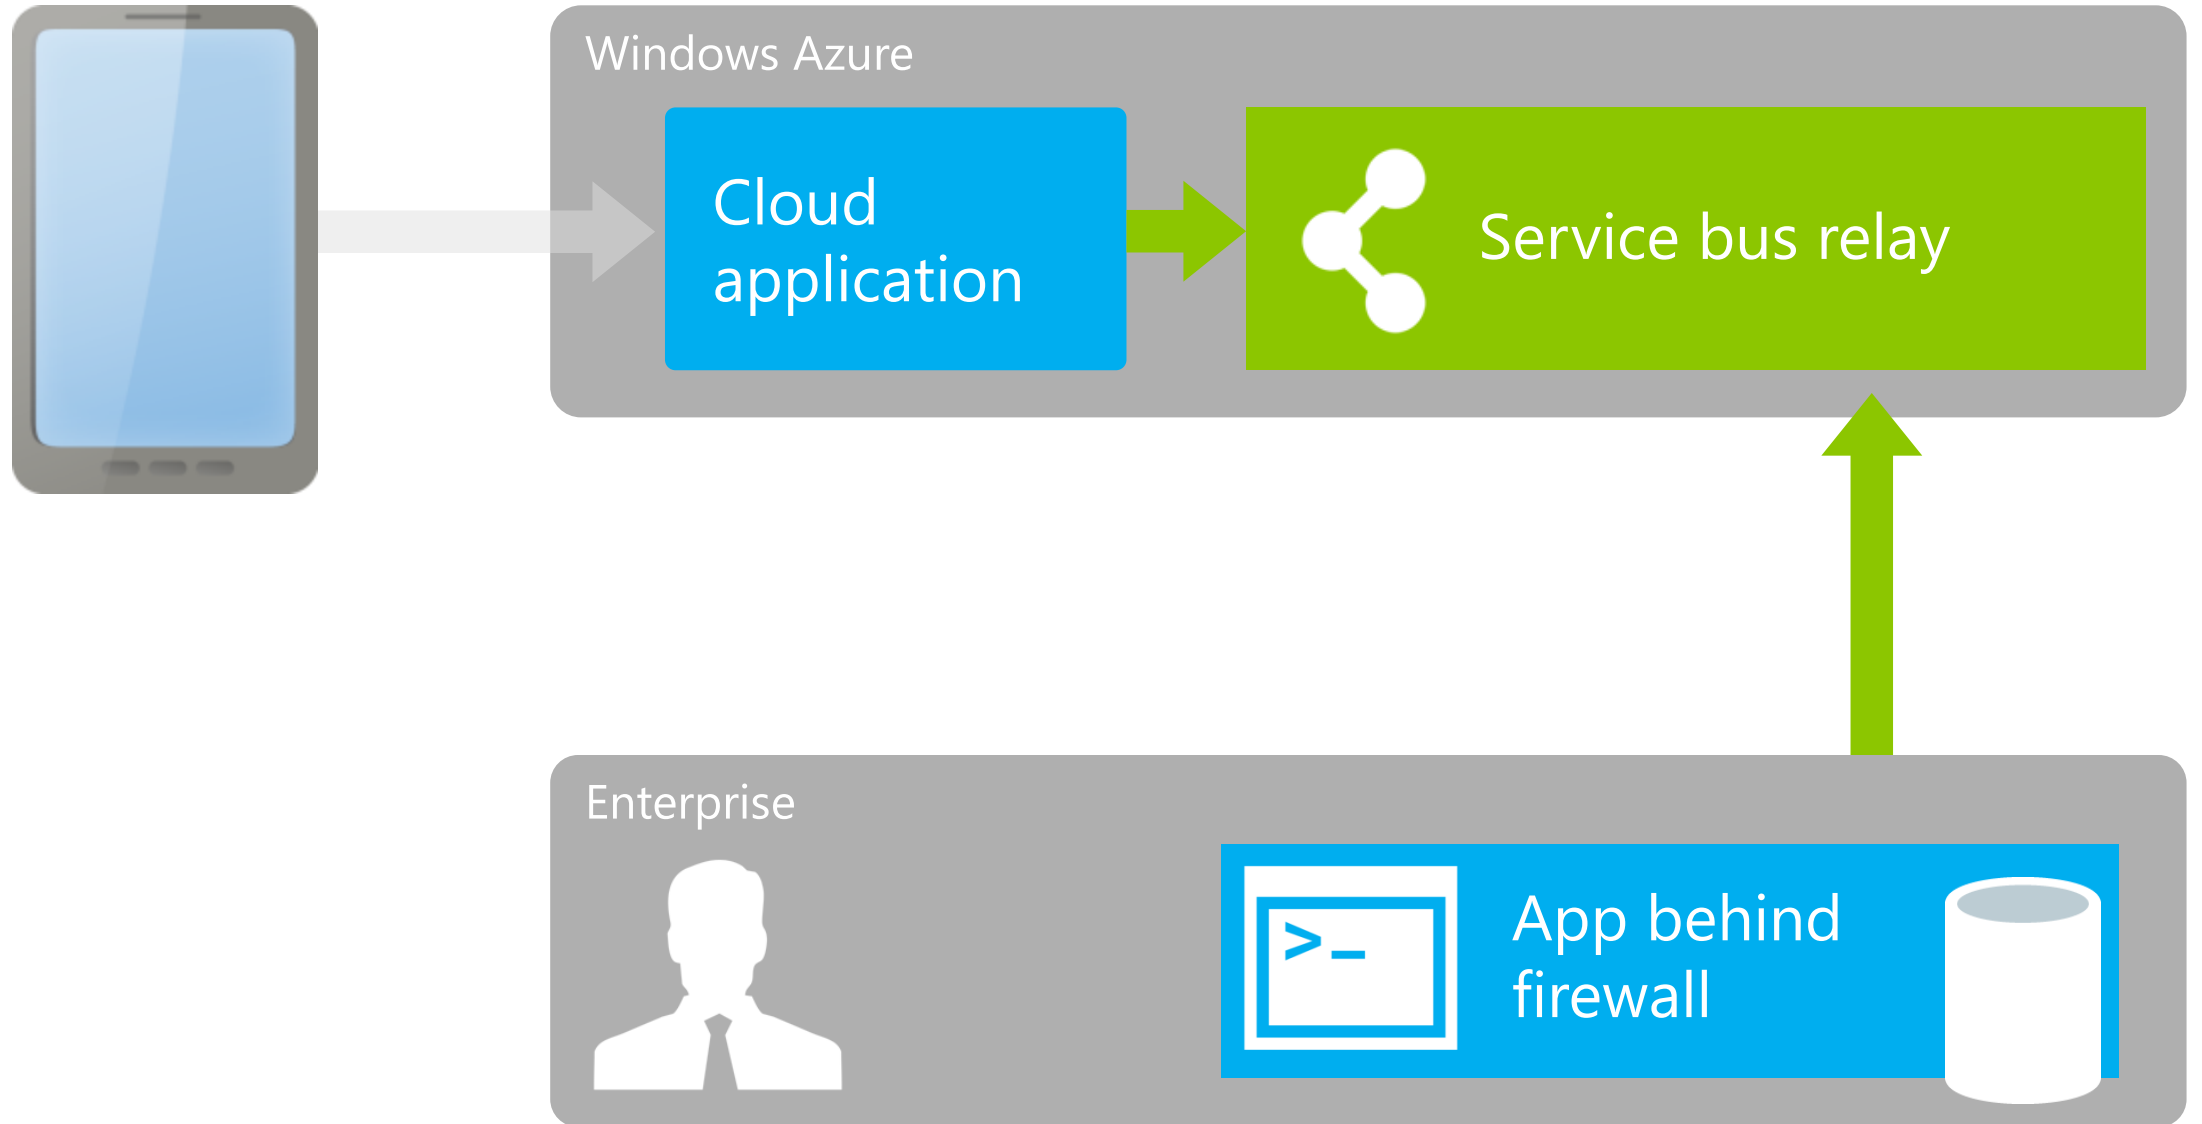 Windows Azure
Cloud
application
Service bus relay
Enterprise
>_
App behind
firewall